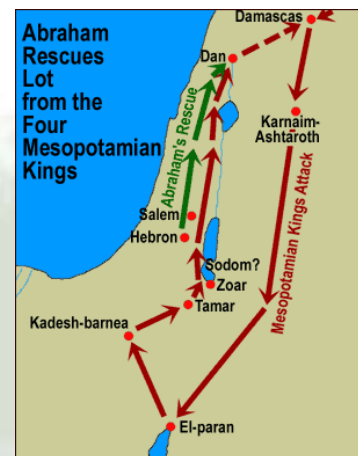 Abraham
Rescues
Lot
from the
Four
Mesopotamian
Kings
Damascas
Dan
Karnaim-
Ashtaroth
Abraham's Rescue
Mesopotamian Kings Attack
Salem
Hebron
Sodom?
Zoar
Tamar
Kadesh-barnea
El-paran